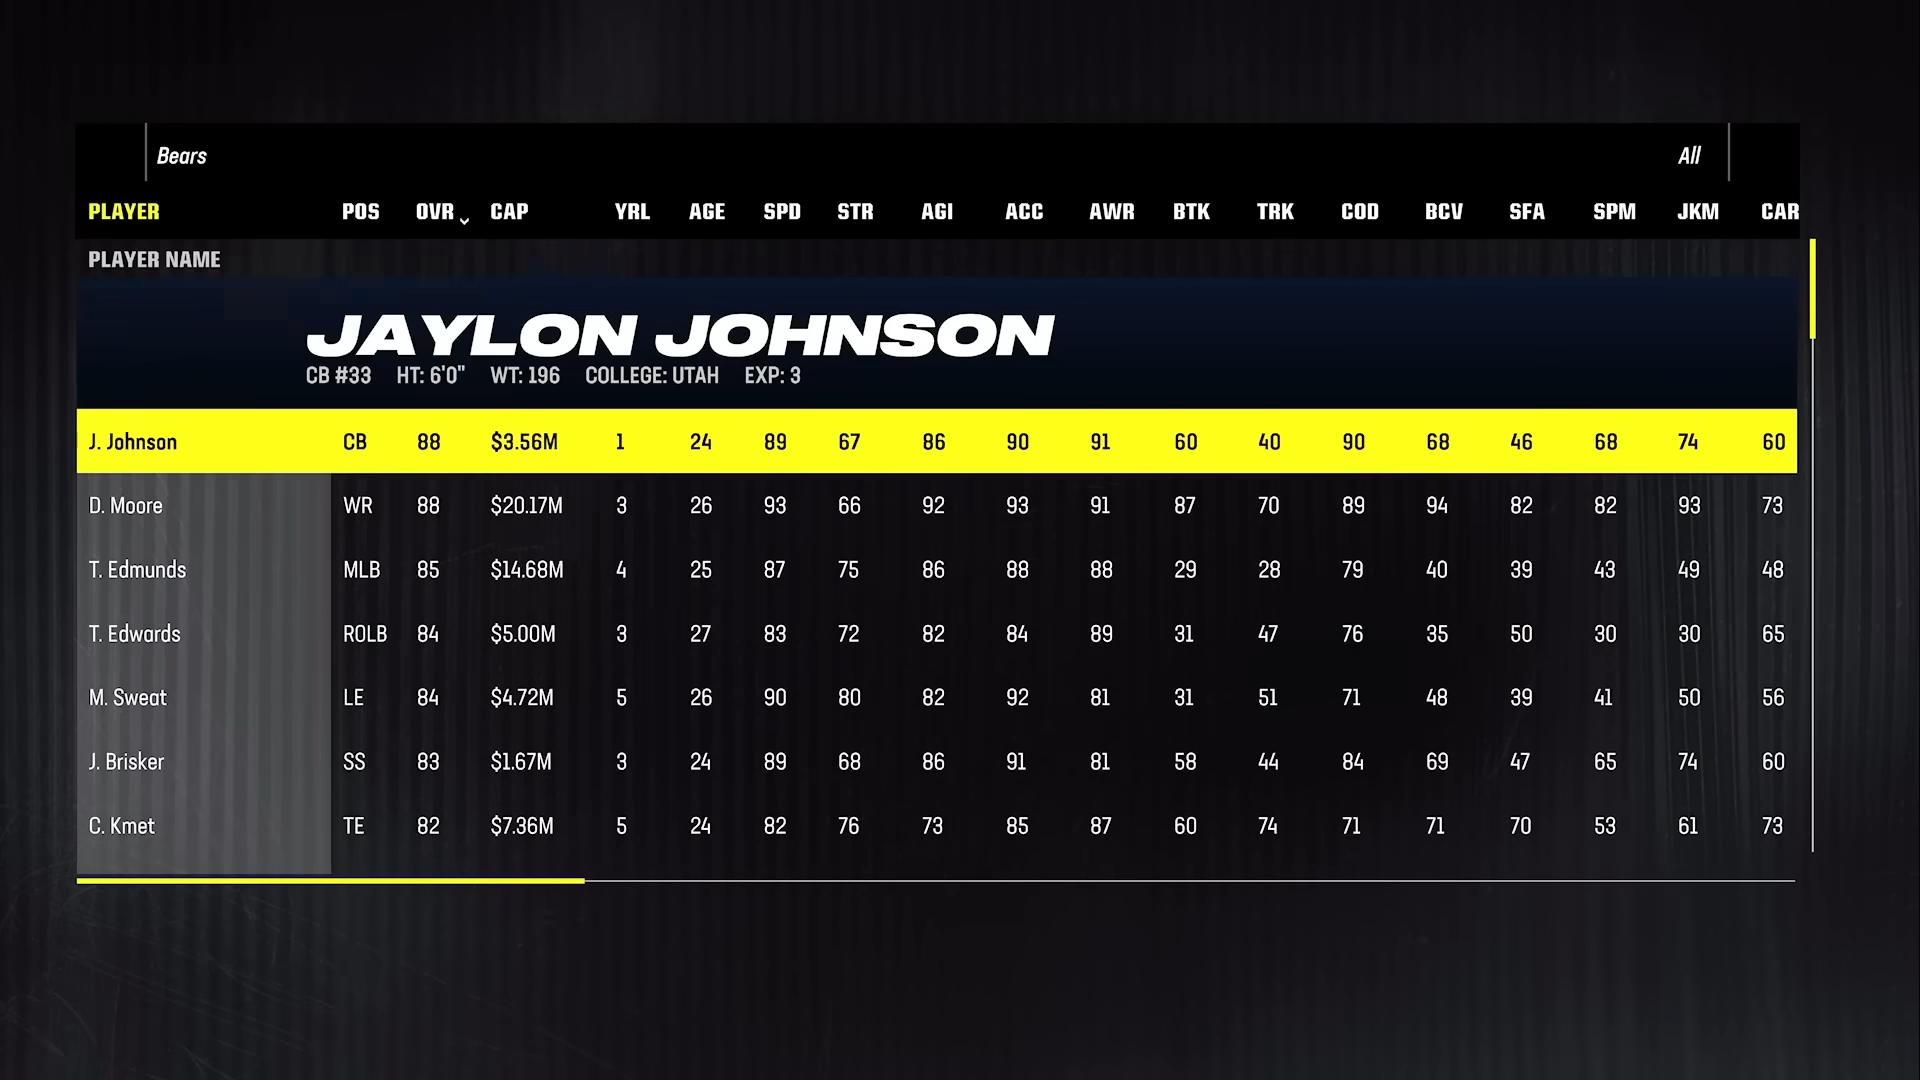 Bears All
PLAYER POS OVR CAP YRL AGE SPD STR AGI ACC AWR BTK TRK COD BCV SFA SPM JKM CAR
PLAYER NAME
JAYLON JOHNSON
CB #33 HT: 6'0" WT: 196 COLLEGE: UTAH EXP: 3
J. Johnson CB 88 $3.56M 1 24 89 67 86 90 91 60 40 90 68 46 68 74 60
D. Moore WR 88 $20.17M 3 26 93 66 92 93 91 87 70 89 94 82 82 93 73
T. Edmunds MLB 85 $14.68M 4 25 87 75 86 88 88 29 28 79 40 39 43 49 48
T. Edwards ROLB 84 $5.00M 3 27 83 72 82 84 89 31 47 76 35 50 30 30 65
M. Sweat LE 84 $4.72M 5 26 90 80 82 92 81 31 51 71 48 39 41 50 56
J. Brisker SS 83 $1.67M 3 24 89 68 86 91 81 58 44 84 69 47 65 74 60
C. Kmet TE 82 $7.36M 5 24 82 76 73 85 87 60 74 71 71 70 53 61 73